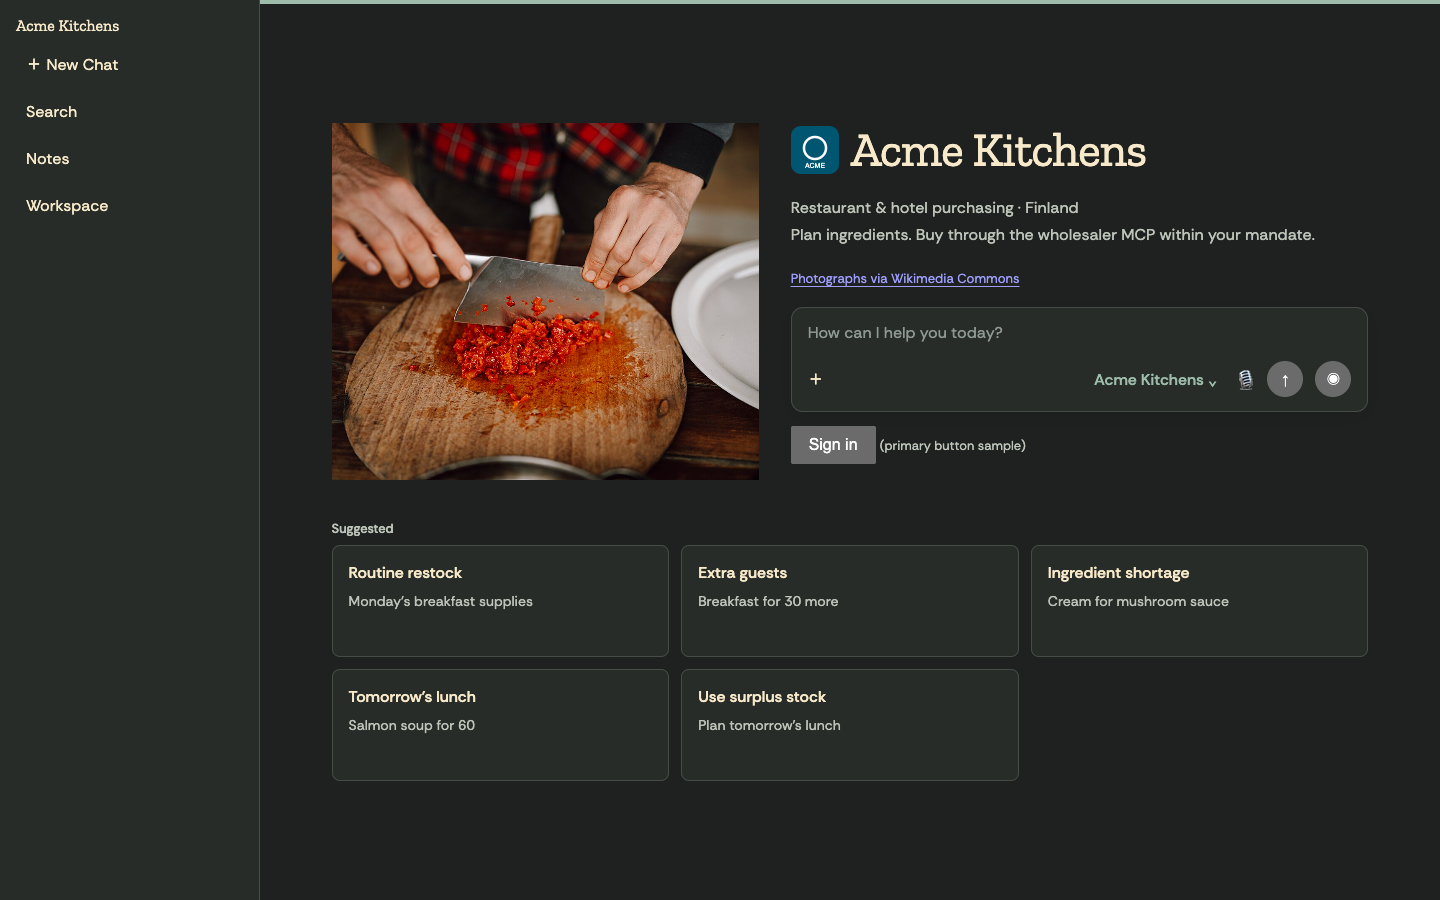 Acme Kitchens
+ New Chat
Search
Notes
Workspace
ACME
Acme Kitchens
Restaurant & hotel purchasing · Finland
Plan ingredients. Buy through the wholesaler MCP within your mandate.
Photographs via Wikimedia Commons
How can I help you today?
+ Acme Kitchens
Sign in (primary button sample)
Suggested
Routine restock
Monday's breakfast supplies
Extra guests
Breakfast for 30 more
Ingredient shortage
Cream for mushroom sauce
Tomorrow's lunch
Salmon soup for 60
Use surplus stock
Plan tomorrow's lunch